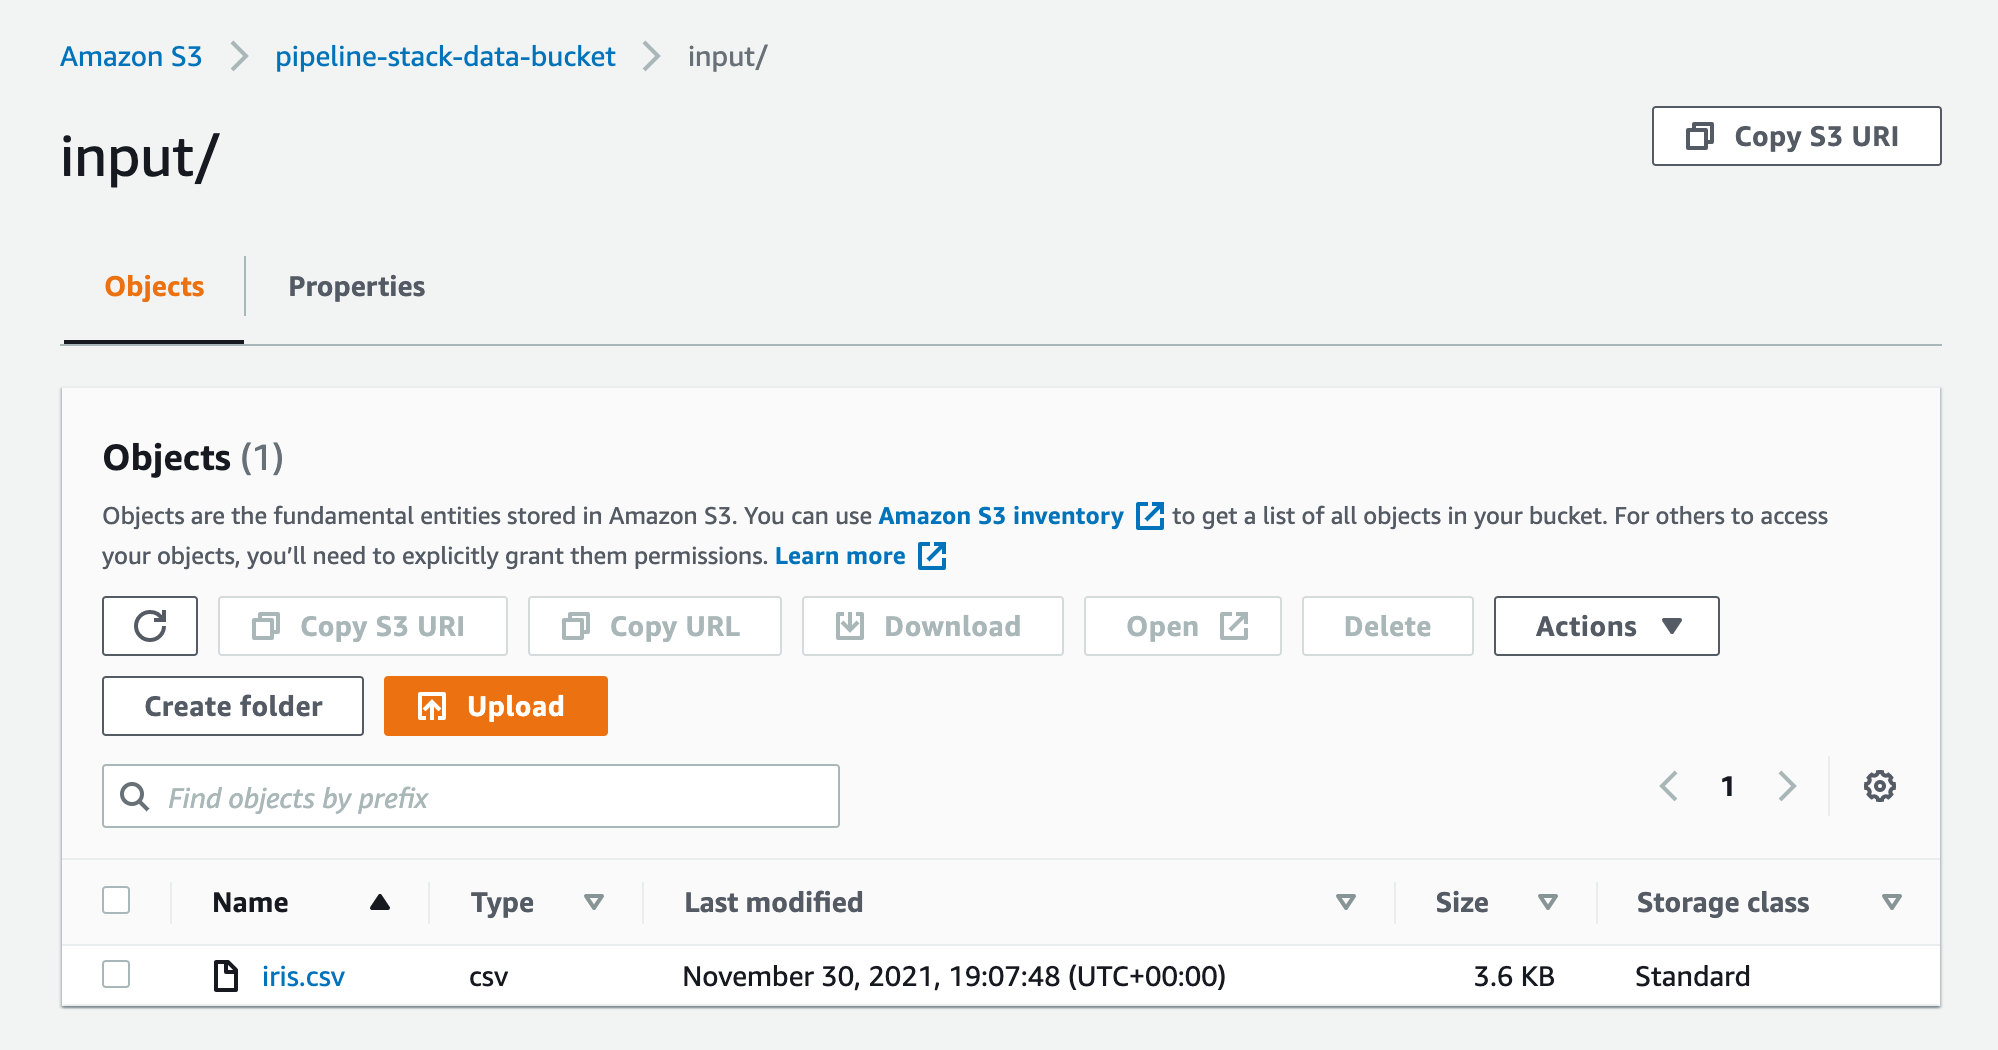 Amazon S3 pipeline-stack-data-bucket input/
input/
Copy S3 URI
Objects Properties
Objects (1)
Objects are the fundamental entities stored in Amazon S3. You can use Amazon S3 inventory to get a list of all objects in your bucket. For others to access
your objects, you’ll need to explicitly grant them permissions. Learn more
Copy S3 URI Copy URL Download Open Delete Actions
Create folder Upload
Find objects by prefix 1
Name Type Last modified Size Storage class
iris.csv csv November 30, 2021, 19:07:48 (UTC+00:00) 3.6 KB Standard